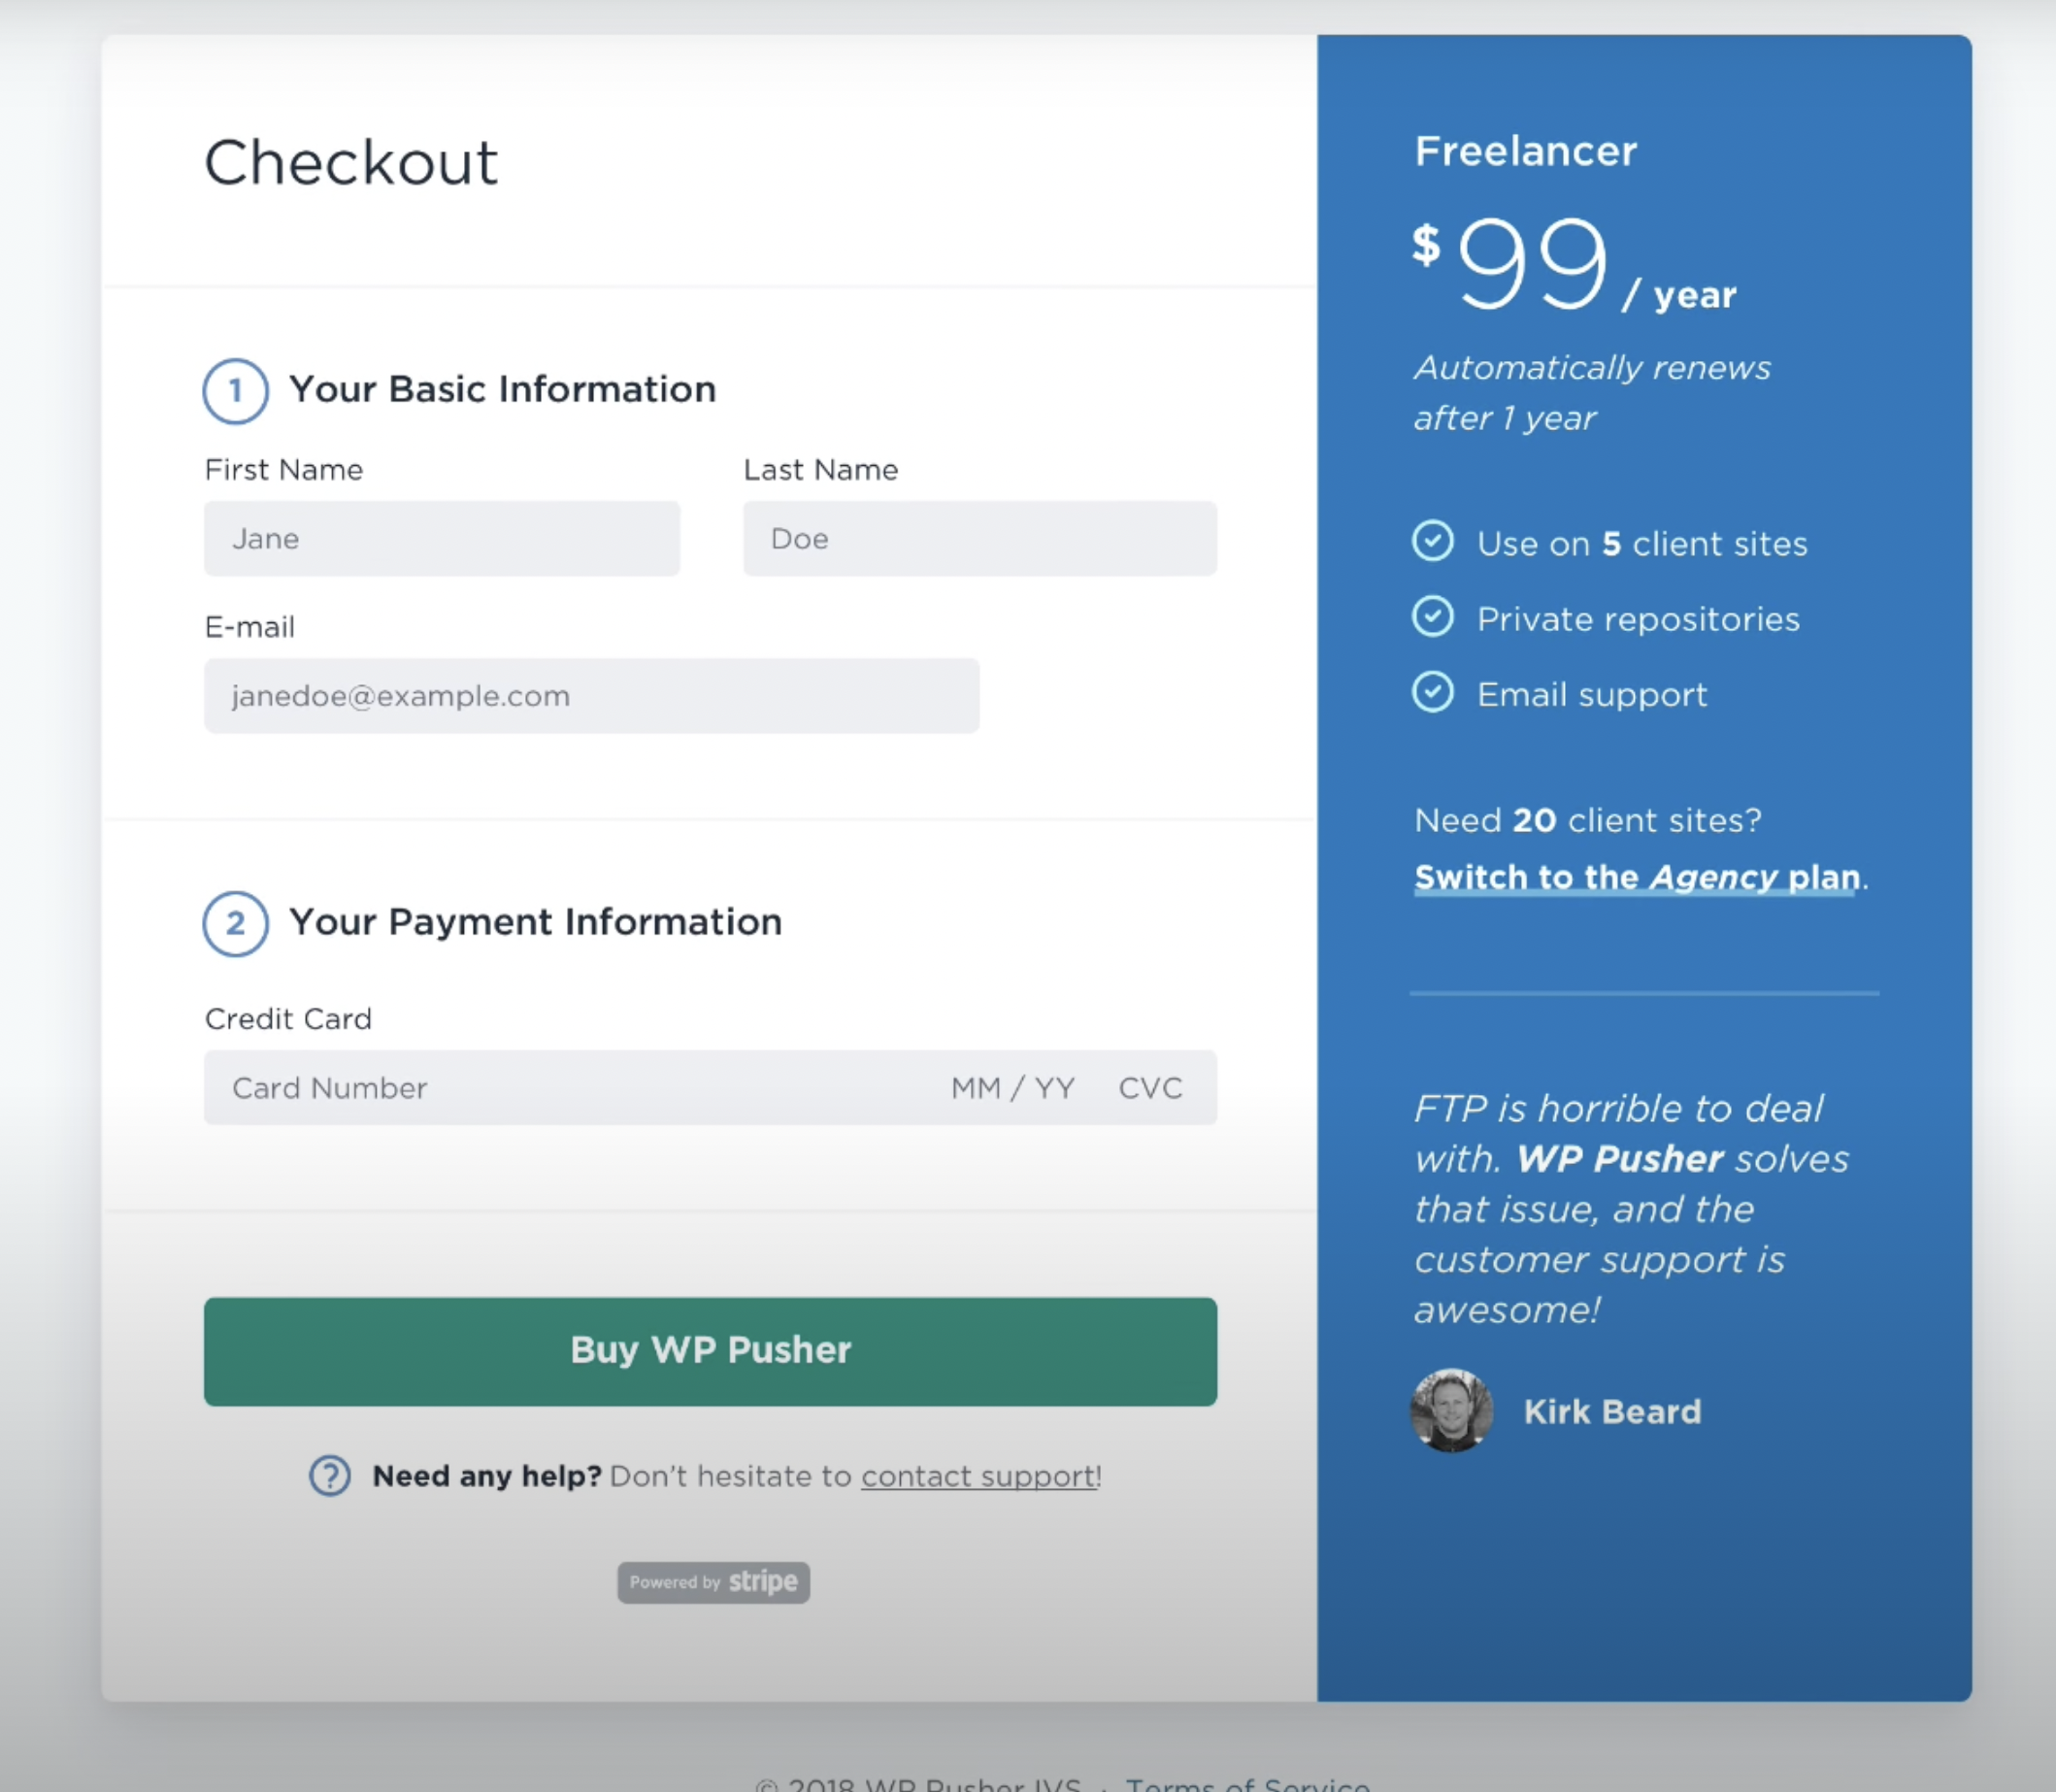 Checkout
1 Your Basic Information
First Name
Last Name
Jane
Doe
E-mail
janedoe@example.com
2 Your Payment Information
Credit Card
Card Number MM / YY CVC
Buy WP Pusher
Need any help? Don't hesitate to contact support!
Powered by stripe
Freelancer
$99 / year
Automatically renews
after 1 year
Use on 5 client sites
Private repositories
Email support
Need 20 client sites?
Switch to the Agency plan.
FTP is horrible to deal
with. WP Pusher solves
that issue, and the
customer support is
awesome!
Kirk Beard
© 2018 WP Pusher IVS · Terms of Service